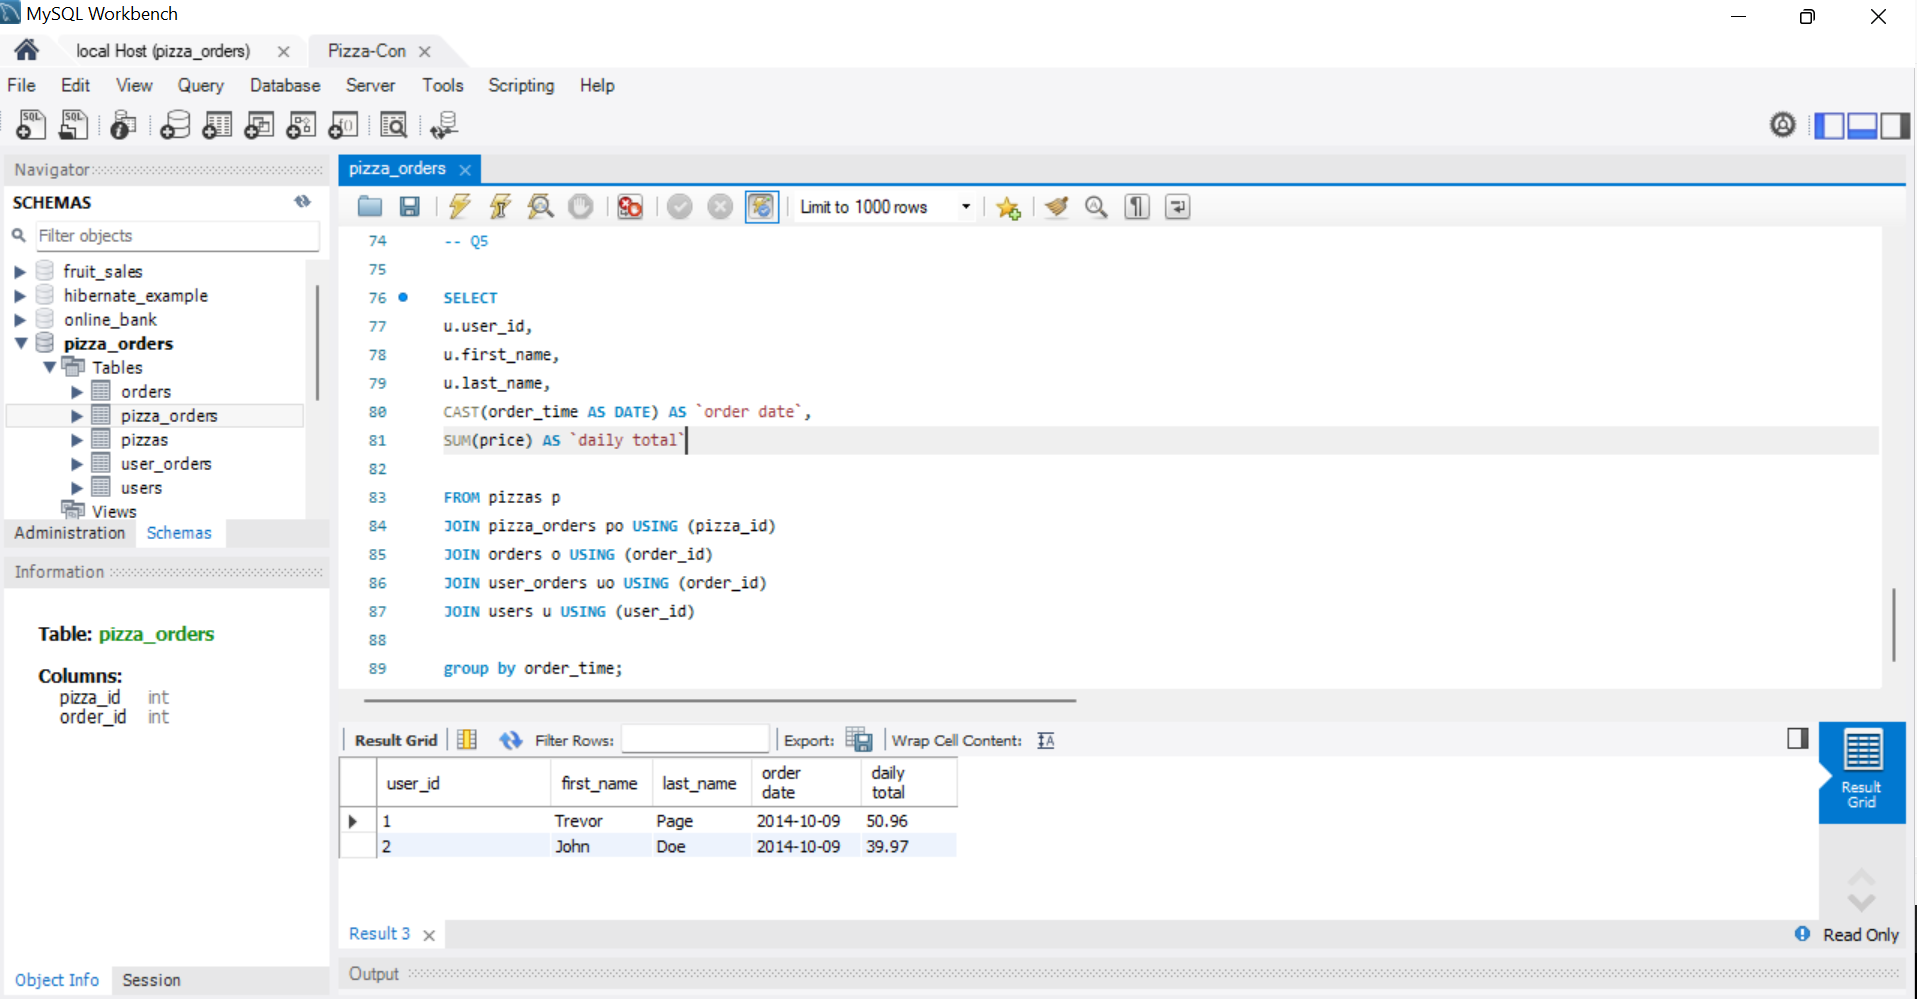 MySQL Workbench
local Host (pizza_orders)
Pizza-Con
File Edit View Query Database Server Tools Scripting Help
Navigator
SCHEMAS
Filter objects
fruit_sales
hibernate_example
online_bank
pizza_orders
Tables
orders
pizza_orders
pizzas
user_orders
users
Views
Administration Schemas
Information
Table: pizza_orders
Columns:
pizza_id int
order_id int
Object Info Session
pizza_orders
Limit to 1000 rows
74 -- Q5
75
76 SELECT
77 u.user_id,
78 u.first_name,
79 u.last_name,
80 CAST(order_time AS DATE) AS `order date`,
81 SUM(price) AS `daily total`
82
83 FROM pizzas p
84 JOIN pizza_orders po USING (pizza_id)
85 JOIN orders o USING (order_id)
86 JOIN user_orders uo USING (order_id)
87 JOIN users u USING (user_id)
88
89 group by order_time;
Result Grid Filter Rows: Export: Wrap Cell Content:
user_id first_name last_name order date daily total
1 Trevor Page 2014-10-09 50.96
2 John Doe 2014-10-09 39.97
Result Grid
Result 3
Read Only
Output